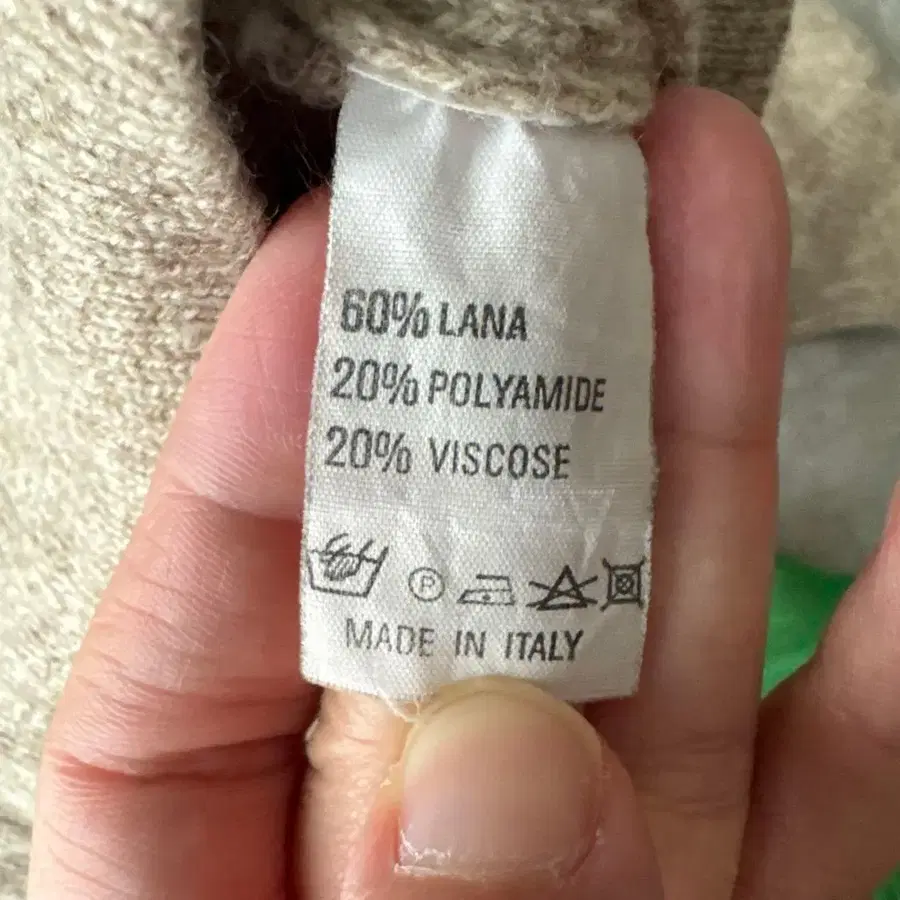 60% LANA
20% POLYAMIDE
20% VISCOSE
P
MADE IN ITALY